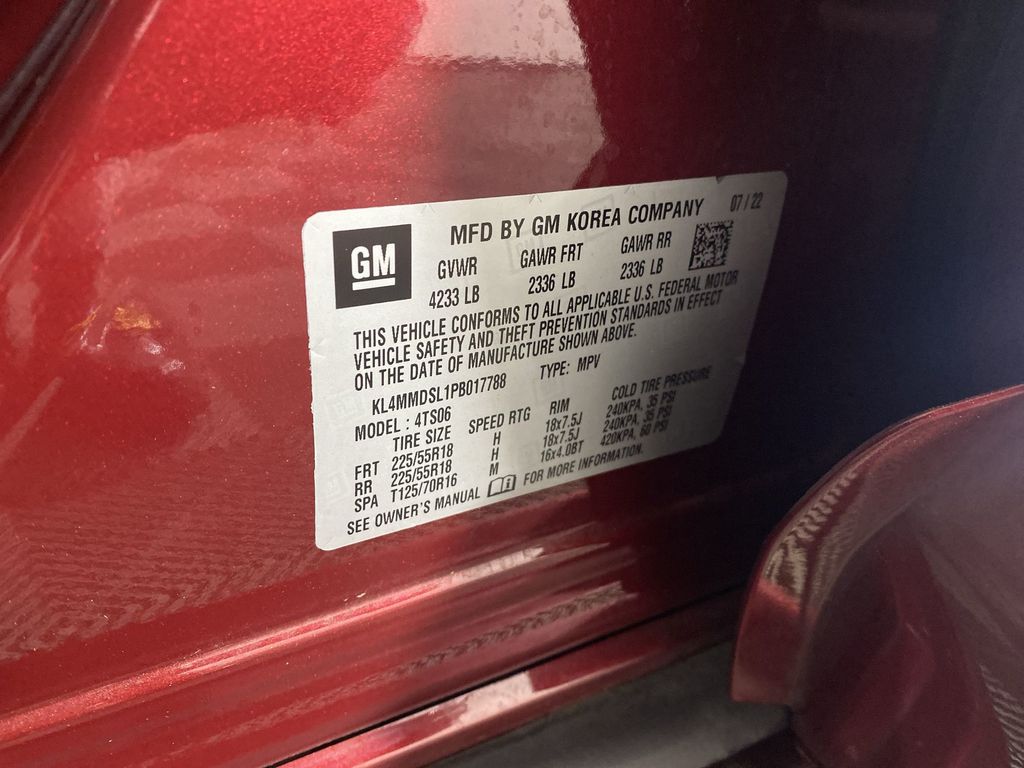 MFD BY GM KOREA COMPANY 07 / 22
GM
GVWR GAWR FRT GAWR RR
4233 LB 2336 LB 2336 LB
THIS VEHICLE CONFORMS TO ALL APPLICABLE U.S. FEDERAL MOTOR
VEHICLE SAFETY AND THEFT PREVENTION STANDARDS IN EFFECT
ON THE DATE OF MANUFACTURE SHOWN ABOVE.
KL4MMDSL1PB017788 TYPE: MPV
MODEL : 4TS06
TIRE SIZE SPEED RTG RIM COLD TIRE PRESSURE
FRT 225/55R18 H 18x7.5J 240KPA, 35 PSI
RR 225/55R18 H 18x7.5J 240KPA, 35 PSI
SPA T125/70R16 M 16x4.0BT 420KPA, 60 PSI
SEE OWNER'S MANUAL FOR MORE INFORMATION.